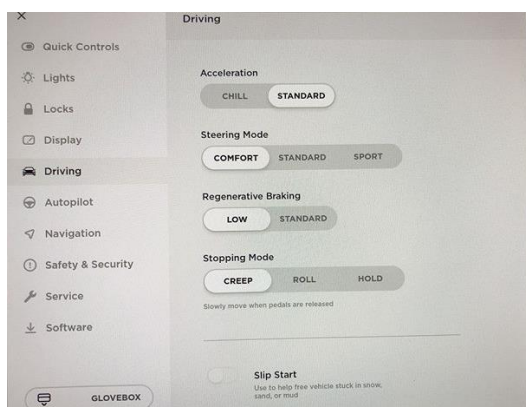 Driving
Quick Controls
Lights
Locks
Display
Driving
Autopilot
Navigation
Safety & Security
Service
Software
GLOVEBOX
Acceleration
CHILL STANDARD
Steering Mode
COMFORT STANDARD SPORT
Regenerative Braking
LOW STANDARD
Stopping Mode
CREEP ROLL HOLD
Slowly move when pedals are released
Slip Start
Use to help free vehicle stuck in snow,
sand, or mud